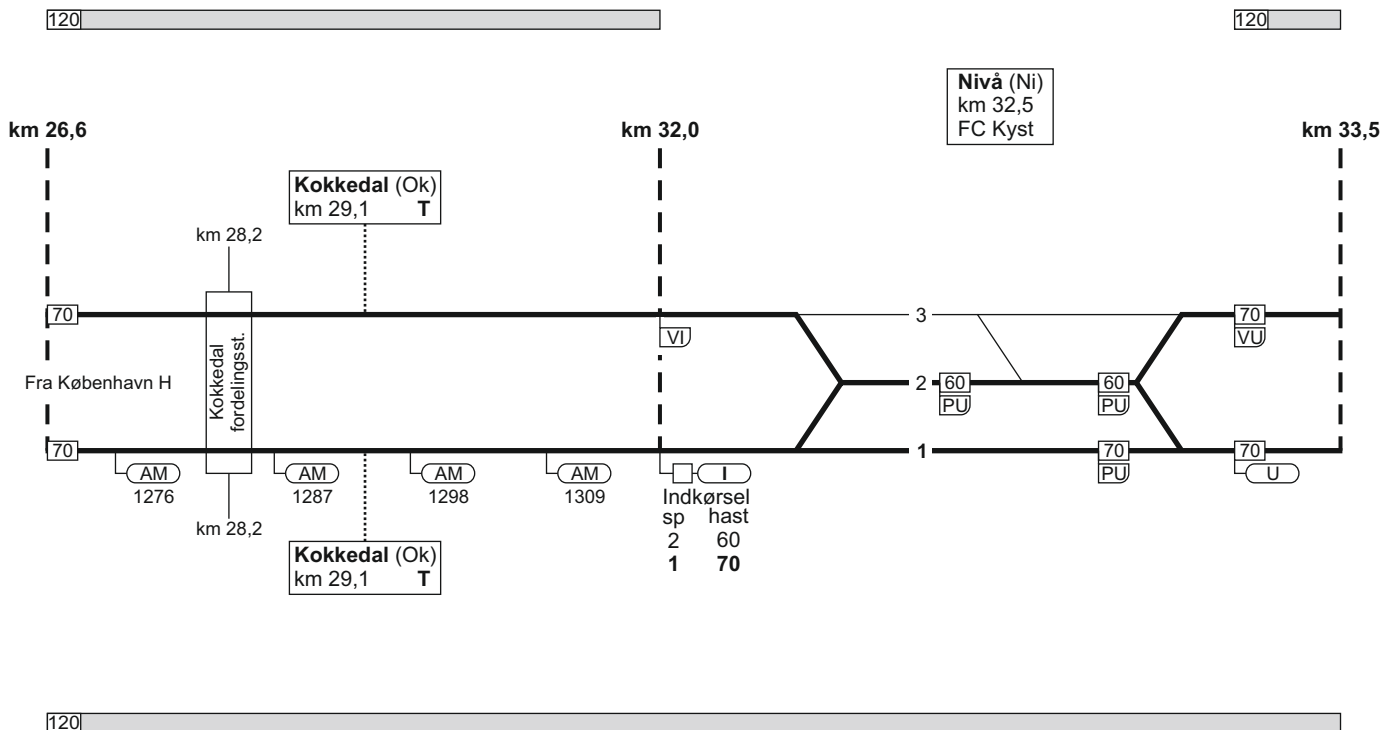 120
120
Nivå (Ni)
km 32,5
FC Kyst
km 26,6
km 32,0
km 33,5
Kokkedal (Ok)
km 29,1 T
km 28,2
70
3
70
VI
VU
Kokkedal
fordelingsst.
Fra København H
2
60
60
PU
PU
70
1
70
70
AM
AM
AM
AM
I
PU
U
1276
1287
1298
1309
Indkørsel
sp hast
2 60
1 70
km 28,2
Kokkedal (Ok)
km 29,1 T
120